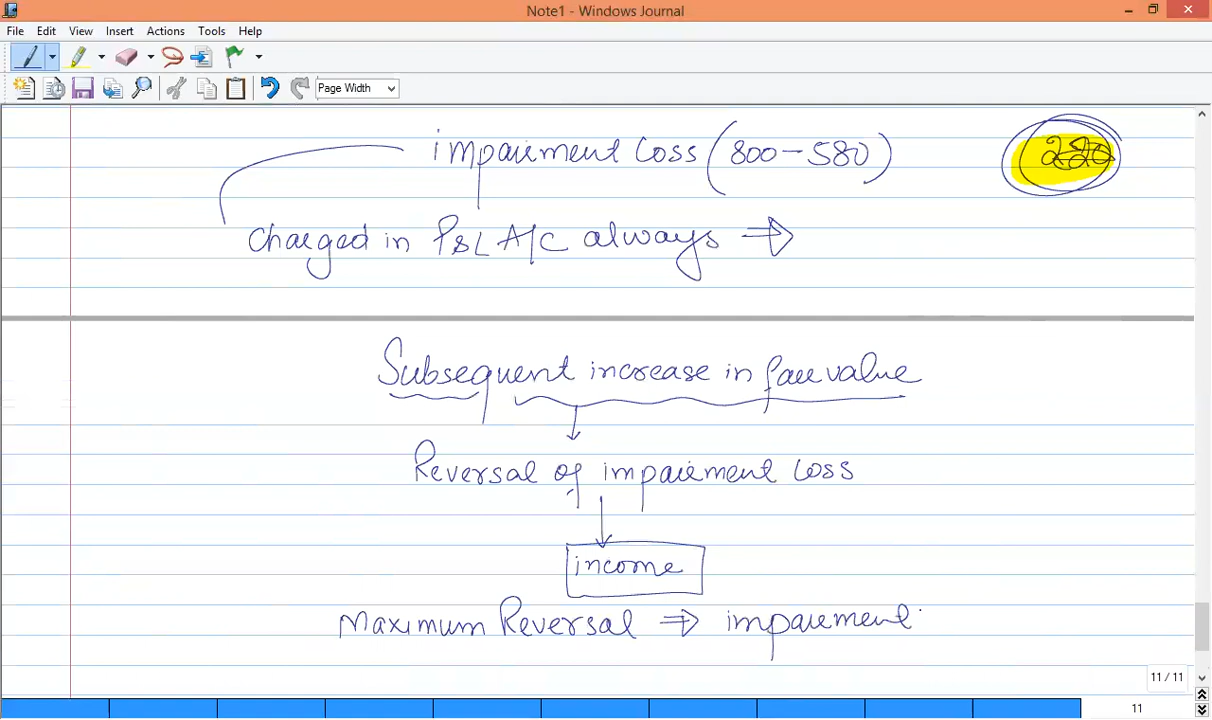 Note1 - Windows Journal
File Edit View Insert Actions Tools Help
Page Width
impairment Loss (800-580) 220
charged in P&L A/C always ⇒
Subsequent increase in fair value
Reversal of impairment Loss
income
Maximum Reversal ⇒ impairment
11 / 11
11